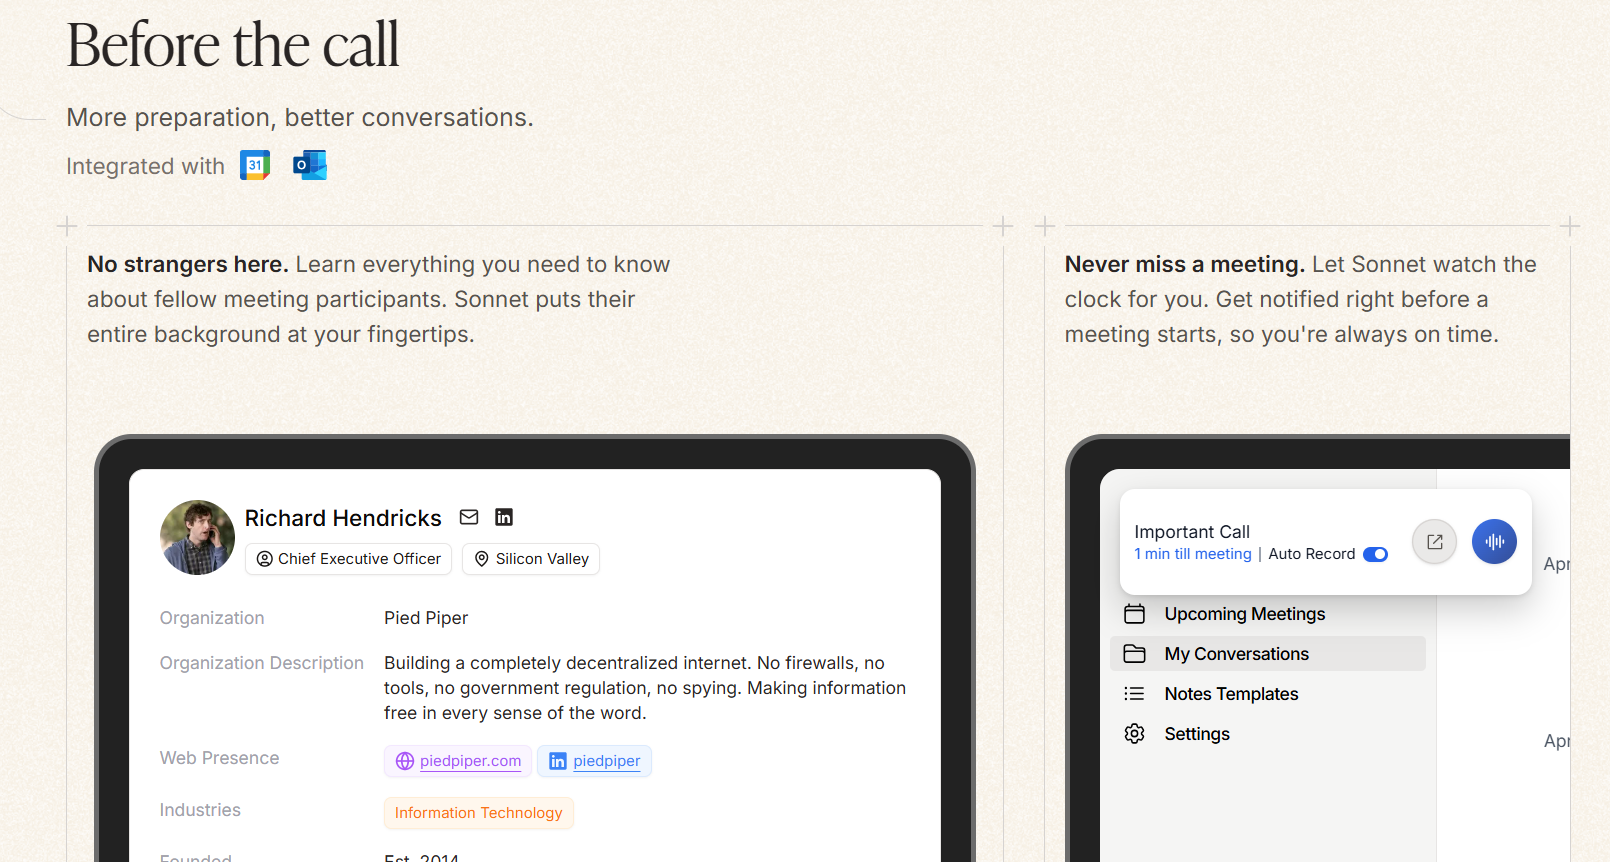 Before the call
More preparation, better conversations.
Integrated with
31
O
No strangers here. Learn everything you need to know
about fellow meeting participants. Sonnet puts their
entire background at your fingertips.
Richard Hendricks
in
Chief Executive Officer
Silicon Valley
Organization
Pied Piper
Organization Description
Building a completely decentralized internet. No firewalls, no
tools, no government regulation, no spying. Making information
free in every sense of the word.
Web Presence
piedpiper.com
in
piedpiper
Industries
Information Technology
Founded
Est. 2014
Never miss a meeting. Let Sonnet watch the
clock for you. Get notified right before a
meeting starts, so you're always on time.
Important Call
1 min till meeting | Auto Record
Apr
Upcoming Meetings
My Conversations
Notes Templates
Settings
Apr